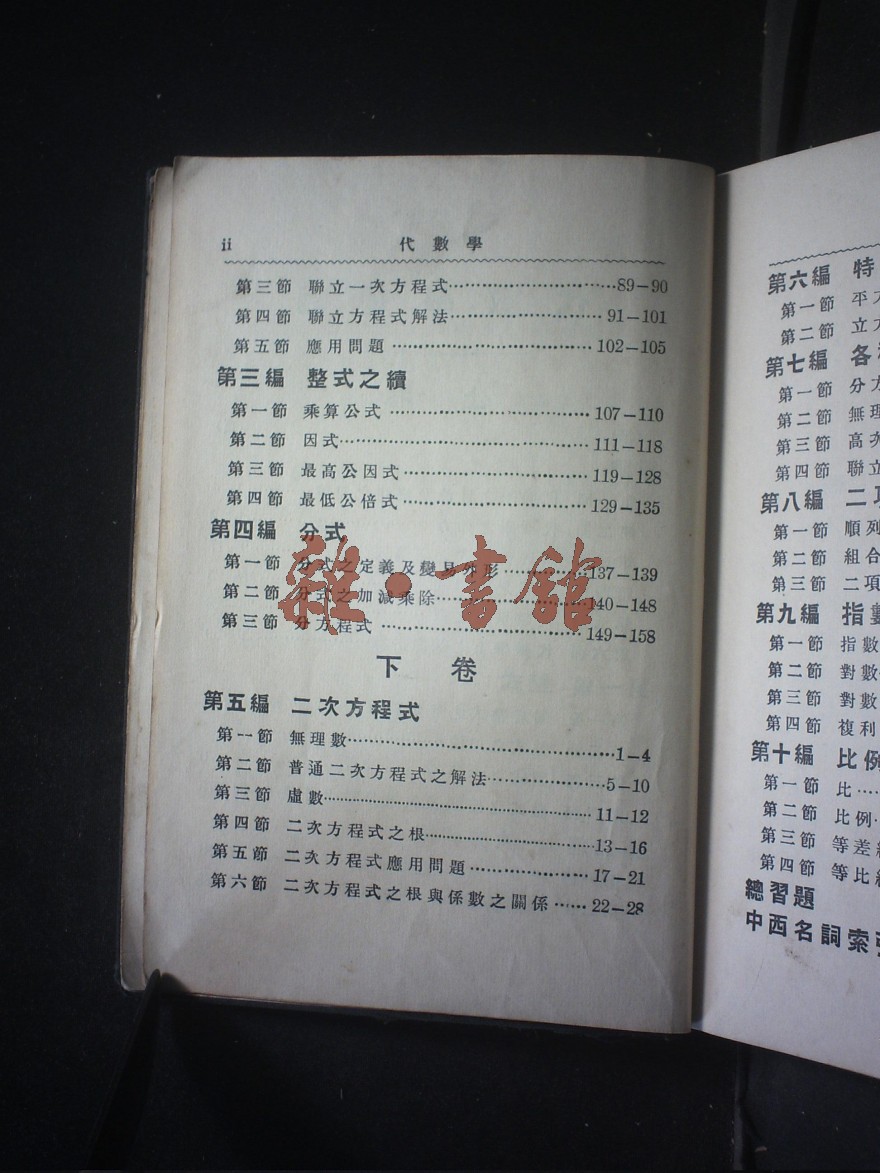 ii 代數學
第三節 聯立一次方程式……………………………89—90
第四節 聯立方程式解法……………………… 91—101
第五節 應用問題 ……………………………… 102—105
第三編 整式之續
第一節 乘算公式 ……………………………… 107—110
第二節 因式……………………………………… 111—118
第三節 最高公因式 …………………………… 119—128
第四節 最低公倍式 …………………………… 129—135
第四編 分式
第一節 分式之定義及變易外形 ……………137—139
第二節 分式之加減乘除………………………140—148
第三節 分方程式 ……………………………… 149—158
雜·書館
下卷
第五編 二次方程式
第一節 無理數……………………………………………1—4
第二節 普通二次方程式之解法…………………5—10
第三節 虛數…………………………………………… 11—12
第四節 二次方程式之根……………………………13—16
第五節 二次方程式應用問題…………………… 17—21
第六節 二次方程式之根與係數之關係 …… 22—28
第六編 特
第一節 平
第二節 立
第七編 各
第一節 分方
第二節 無理
第三節 高次
第四節 聯立
第八編 二項
第一節 順列
第二節 組合
第三節 二項
第九編 指數
第一節 指數
第二節 對數
第三節 對數
第四節 複利
第十編 比例
第一節 比……
第二節 比例…
第三節 等差級
第四節 等比級
總習題
中西名詞索引